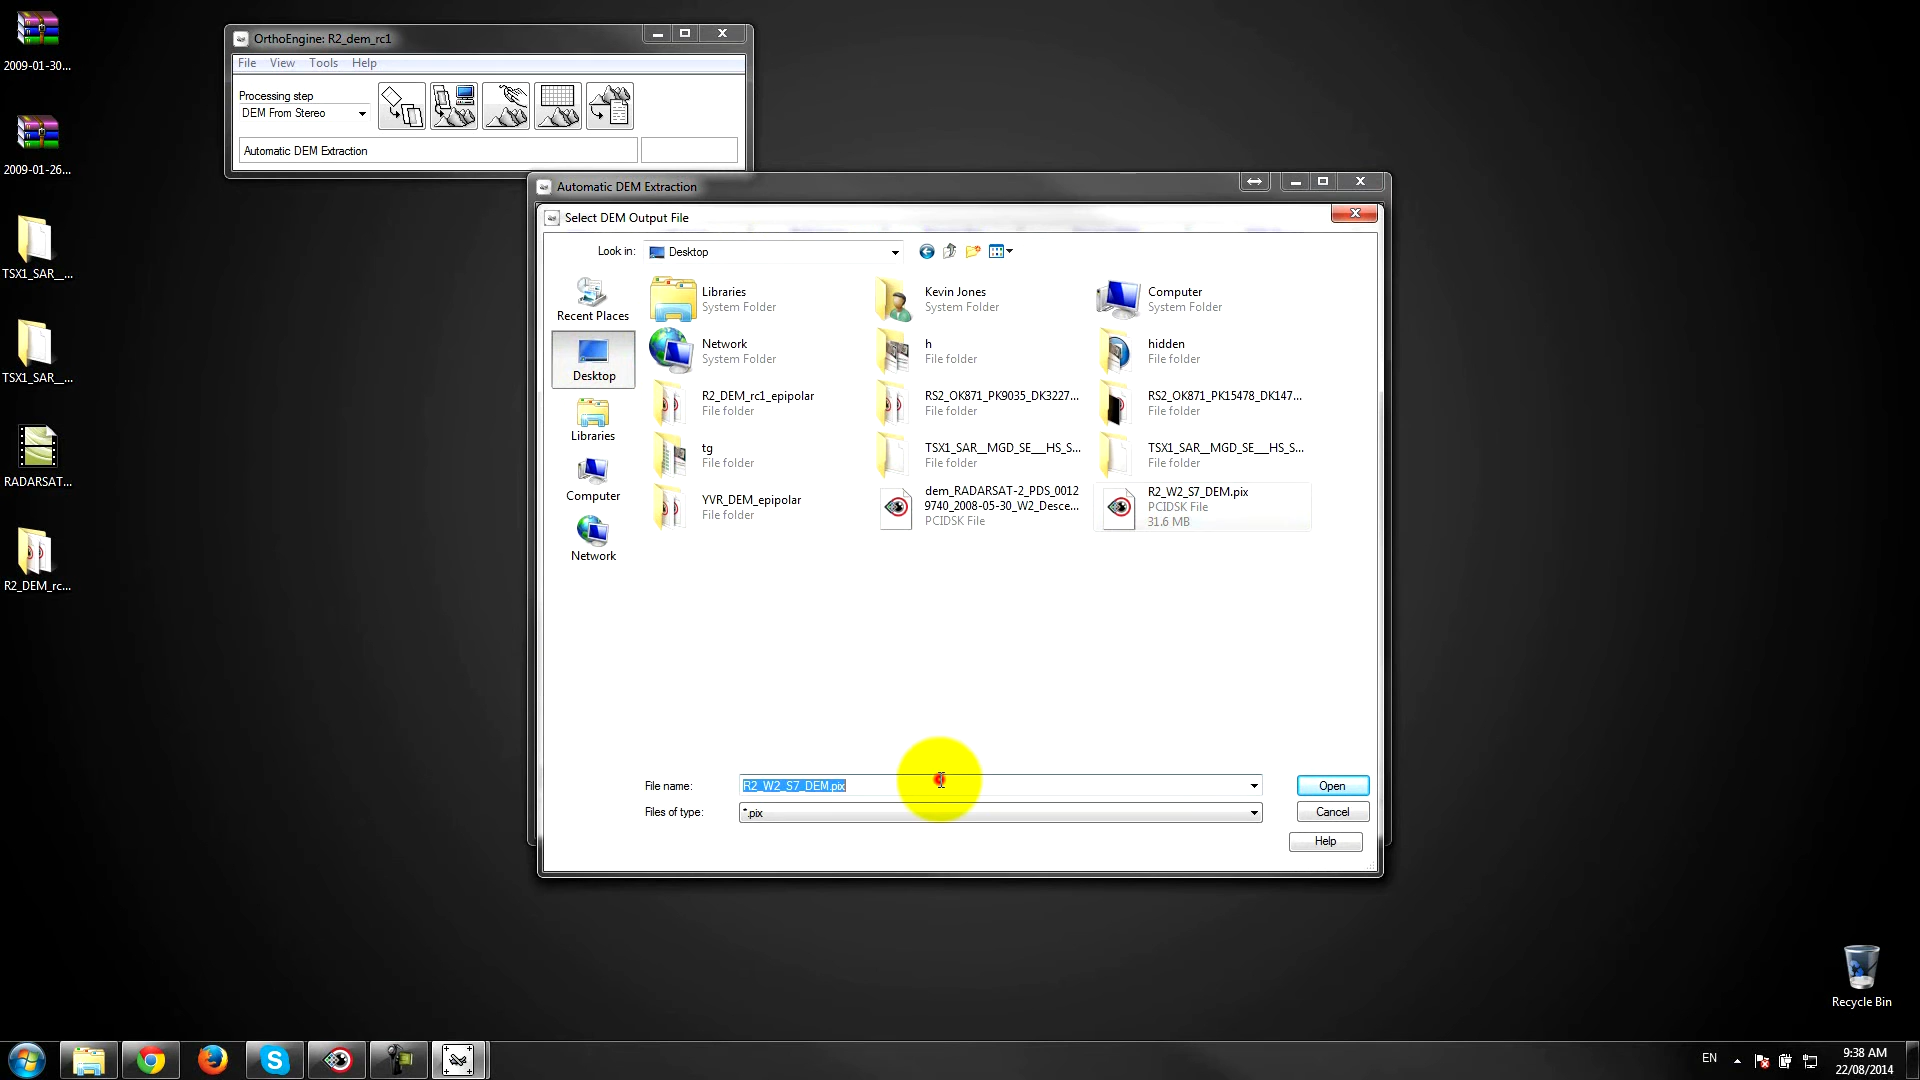 2009-01-30...
2009-01-26...
TSX1_SAR__...
TSX1_SAR__...
RADARSAT...
R2_DEM_rc...
OrthoEngine: R2_dem_rc1
File View Tools Help
Processing step
DEM From Stereo
Automatic DEM Extraction
Automatic DEM Extraction
Select DEM Output File
Look in: Desktop
Recent Places
Desktop
Libraries
Computer
Network
Libraries
System Folder
Kevin Jones
System Folder
Computer
System Folder
Network
System Folder
h
File folder
hidden
File folder
R2_DEM_rc1_epipolar
File folder
RS2_OK871_PK9035_DK3227...
File folder
RS2_OK871_PK15478_DK147...
File folder
tg
File folder
TSX1_SAR__MGD_SE___HS_S...
File folder
TSX1_SAR__MGD_SE___HS_S...
File folder
YVR_DEM_epipolar
File folder
dem_RADARSAT-2_PDS_0012
9740_2008-05-30_W2_Desce...
PCIDSK File
R2_W2_S7_DEM.pix
PCIDSK File
31.6 MB
File name: R2_W2_S7_DEM.pix Open
Files of type: *.pix Cancel
Help
Recycle Bin
EN
9:38 AM
22/08/2014